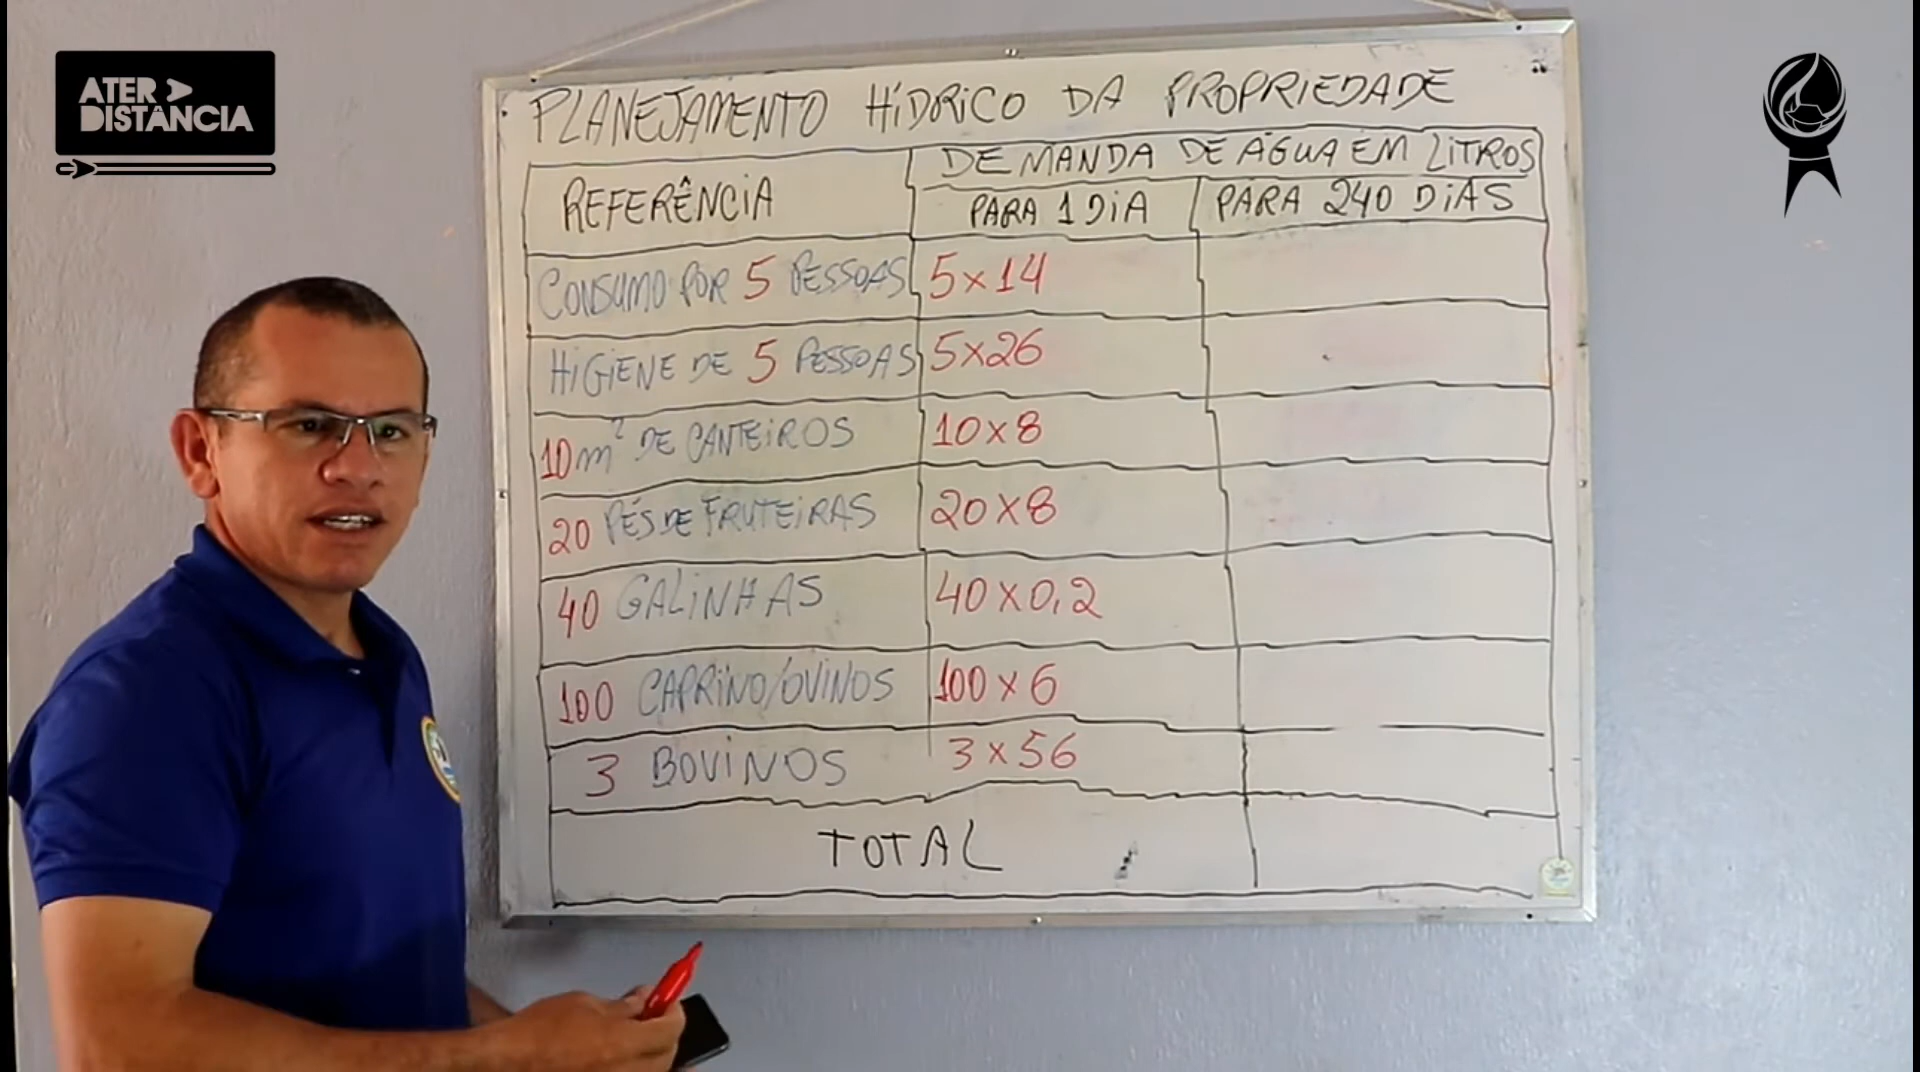 ATER
DISTÂNCIA
PLANEJAMENTO HÍDRICO DA PROPRIEDADE
REFERÊNCIA
DEMANDA DE ÁGUA EM LITROS
PARA 1 DIA
PARA 240 DIAS
CONSUMO POR 5 PESSOAS 5x14
HIGIENE DE 5 PESSOAS 5x26
10 m² DE CANTEIROS 10x8
20 PÉS DE FRUTEIRAS 20x8
40 GALINHAS 40x0,2
100 CAPRINO/OVINOS 100x6
3 BOVINOS 3x56
TOTAL